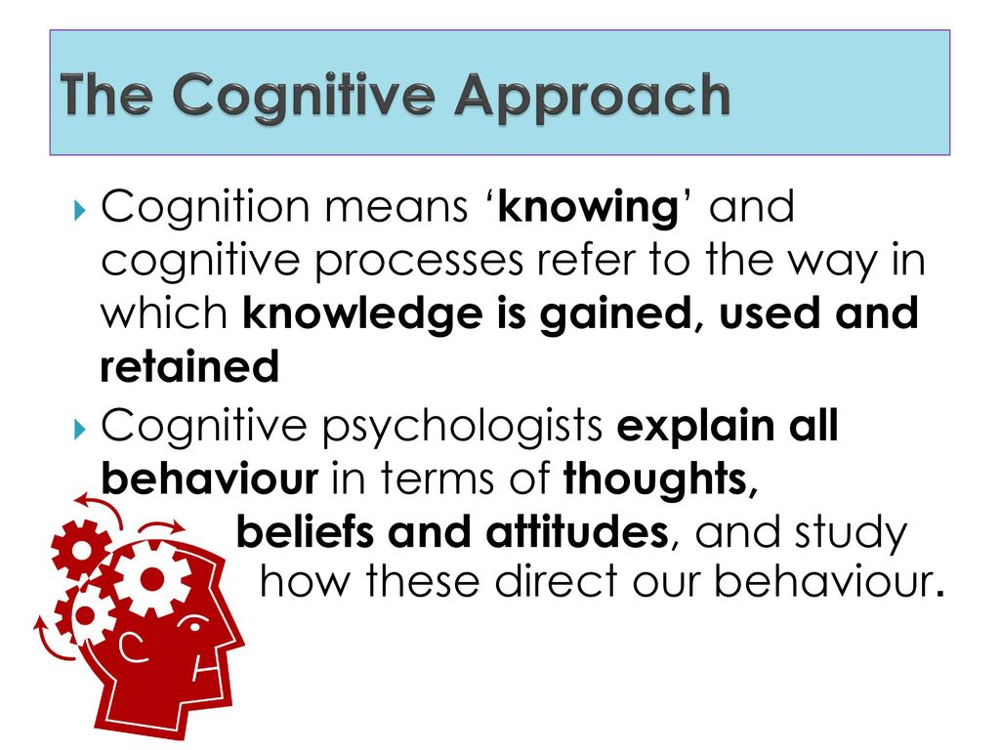 The Cognitive Approach
Cognition means ‘knowing’ and
cognitive processes refer to the way in
which knowledge is gained, used and
retained
Cognitive psychologists explain all
behaviour in terms of thoughts,
beliefs and attitudes, and study
how these direct our behaviour.